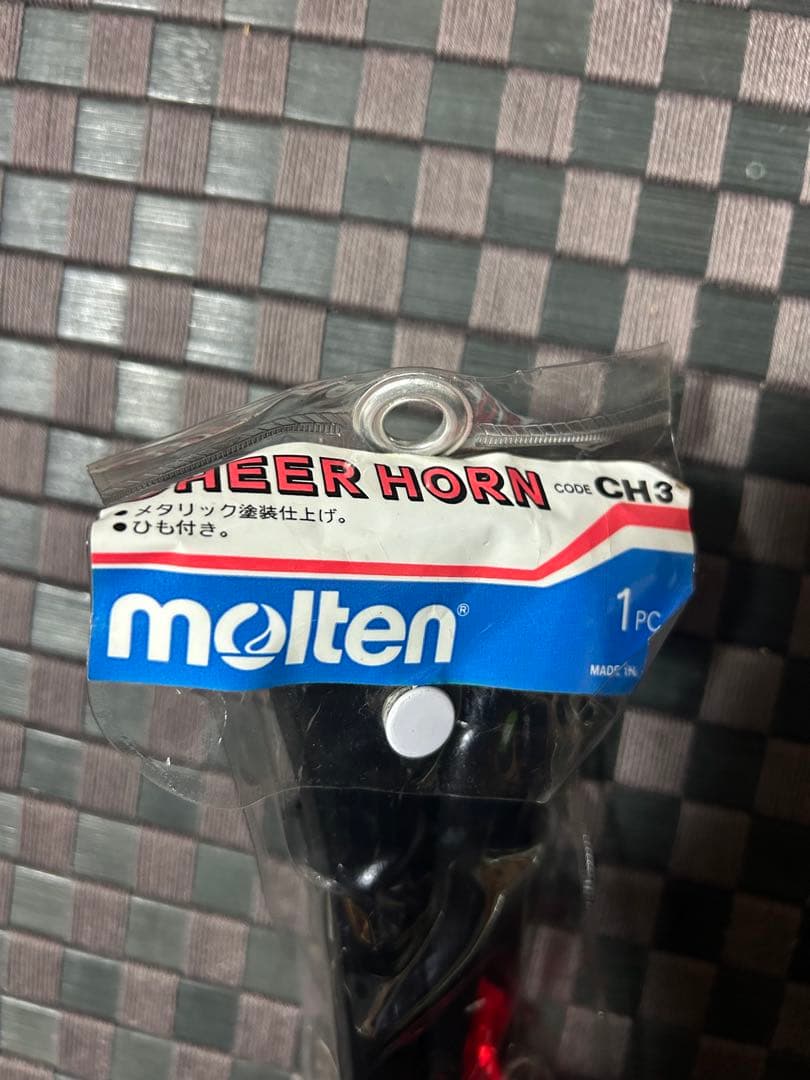 CHEER HORN CODE CH3
● メタリック塗装仕上げ。
● ひも付き。
molten®
1PC
MADE IN